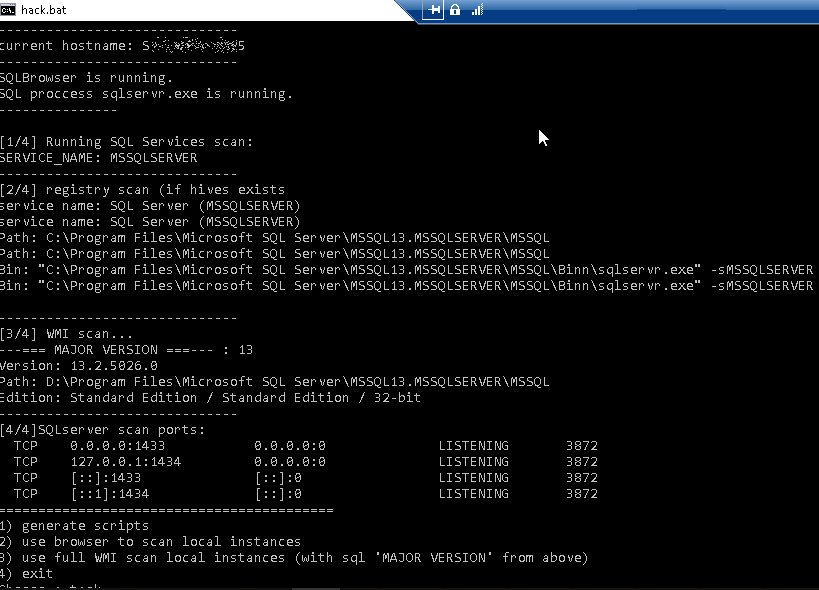 hack.bat
------------------------------
current hostname: S 5
------------------------------
SQLBrowser is running.
SQL proccess sqlservr.exe is running.
---------------
[1/4] Running SQL Services scan:
SERVICE_NAME: MSSQLSERVER
------------------------------
[2/4] registry scan (if hives exists
service name: SQL Server (MSSQLSERVER)
service name: SQL Server (MSSQLSERVER)
Path: C:\Program Files\Microsoft SQL Server\MSSQL13.MSSQLSERVER\MSSQL
Path: C:\Program Files\Microsoft SQL Server\MSSQL13.MSSQLSERVER\MSSQL
Bin: "C:\Program Files\Microsoft SQL Server\MSSQL13.MSSQLSERVER\MSSQL\Binn\sqlservr.exe" -sMSSQLSERVER
Bin: "C:\Program Files\Microsoft SQL Server\MSSQL13.MSSQLSERVER\MSSQL\Binn\sqlservr.exe" -sMSSQLSERVER
------------------------------
[3/4] WMI scan...
---=== MAJOR VERSION ===--- : 13
Version: 13.2.5026.0
Path: D:\Program Files\Microsoft SQL Server\MSSQL13.MSSQLSERVER\MSSQL
Edition: Standard Edition / Standard Edition / 32-bit
------------------------------
[4/4]SQLserver scan ports:
TCP 0.0.0.0:1433 0.0.0.0:0 LISTENING 3872
TCP 127.0.0.1:1434 0.0.0.0:0 LISTENING 3872
TCP [::]:1433 [::]:0 LISTENING 3872
TCP [::1]:1434 [::]:0 LISTENING 3872
==========================================
1) generate scripts
2) use browser to scan local instances
3) use full WMI scan local instances (with sql 'MAJOR VERSION' from above)
4) exit